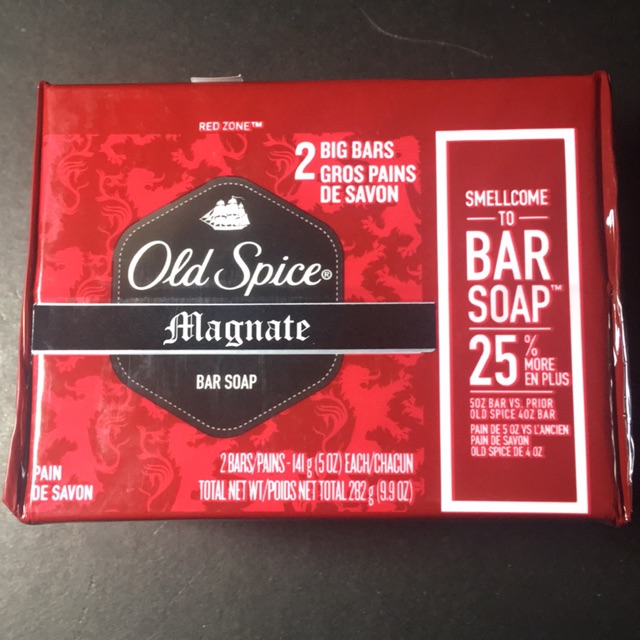 RED ZONE™
2 BIG BARS
GROS PAINS
DE SAVON
Old Spice®
Magnate
BAR SOAP
2 BARS/PAINS - 141 g (5 OZ) EACH/CHACUN
TOTAL NET WT/POIDS NET TOTAL 282 g (9.9 OZ)
PAIN
DE SAVON
SMELLCOME
TO
BAR
SOAP™
25% MORE
EN PLUS
5OZ BAR VS. PRIOR
OLD SPICE 4OZ BAR
PAIN DE 5 OZ VS L'ANCIEN
PAIN DE SAVON
OLD SPICE DE 4 OZ